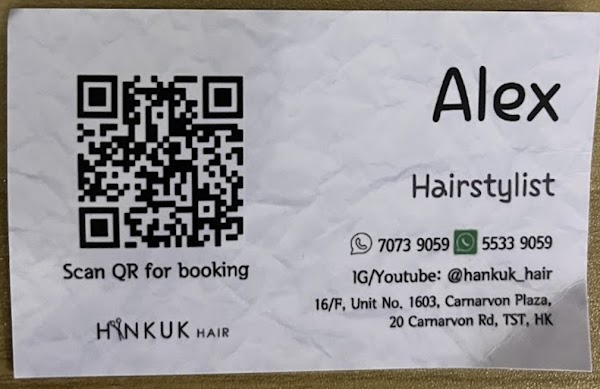 Alex
Hairstylist
7073 9059 5533 9059
IG/Youtube: @hankuk_hair
16/F, Unit No. 1603, Carnarvon Plaza,
20 Carnarvon Rd, TST, HK
Scan QR for booking
HANKUK HAIR